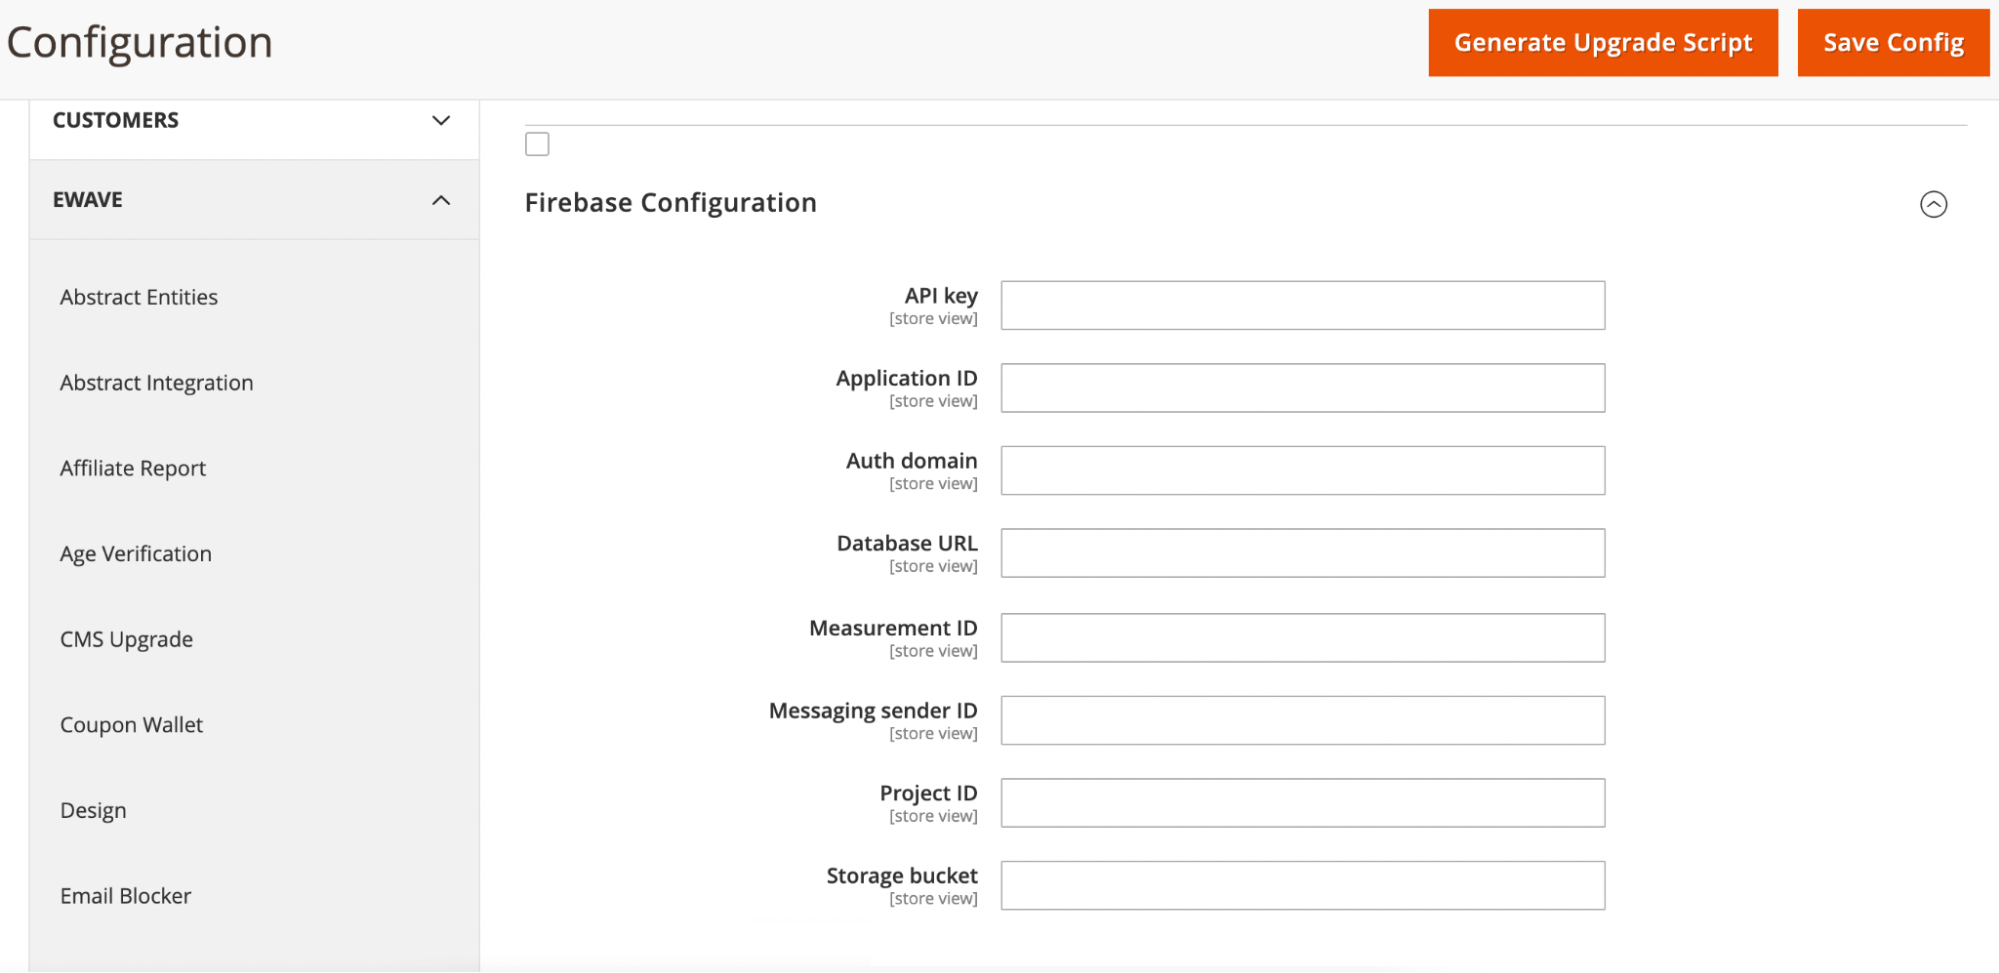 Configuration
Generate Upgrade Script
Save Config
CUSTOMERS
EWAVE
Abstract Entities
Abstract Integration
Affiliate Report
Age Verification
CMS Upgrade
Coupon Wallet
Design
Email Blocker
Firebase Configuration
API key
[store view]
Application ID
[store view]
Auth domain
[store view]
Database URL
[store view]
Measurement ID
[store view]
Messaging sender ID
[store view]
Project ID
[store view]
Storage bucket
[store view]